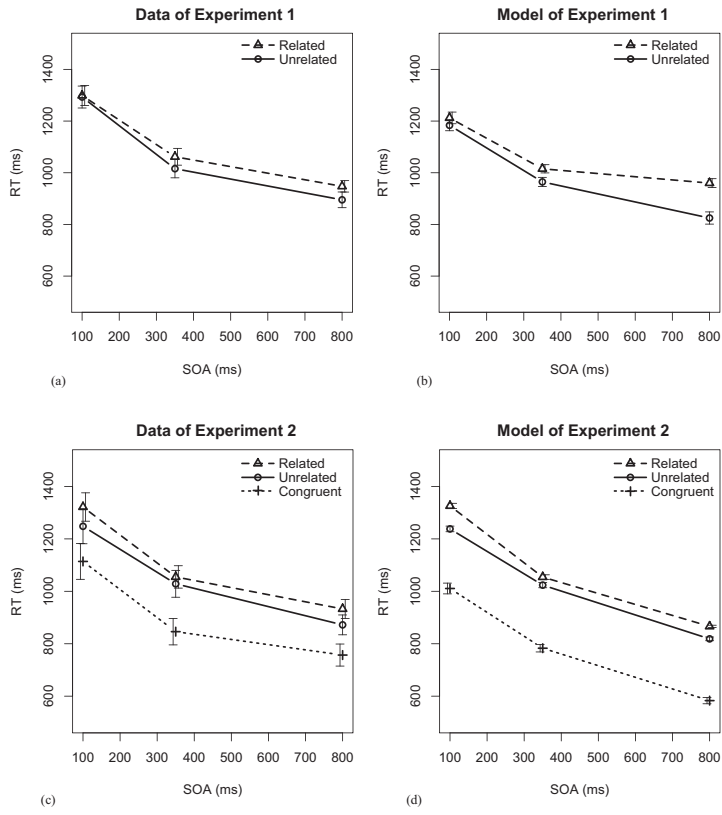 Data of Experiment 1
Related
Unrelated
RT (ms)
1400
1200
1000
800
600
100 200 300 400 500 600 700 800
SOA (ms)
(a)
Model of Experiment 1
Related
Unrelated
RT (ms)
1400
1200
1000
800
600
100 200 300 400 500 600 700 800
SOA (ms)
(b)
Data of Experiment 2
Related
Unrelated
Congruent
RT (ms)
1400
1200
1000
800
600
100 200 300 400 500 600 700 800
SOA (ms)
(c)
Model of Experiment 2
Related
Unrelated
Congruent
RT (ms)
1400
1200
1000
800
600
100 200 300 400 500 600 700 800
SOA (ms)
(d)